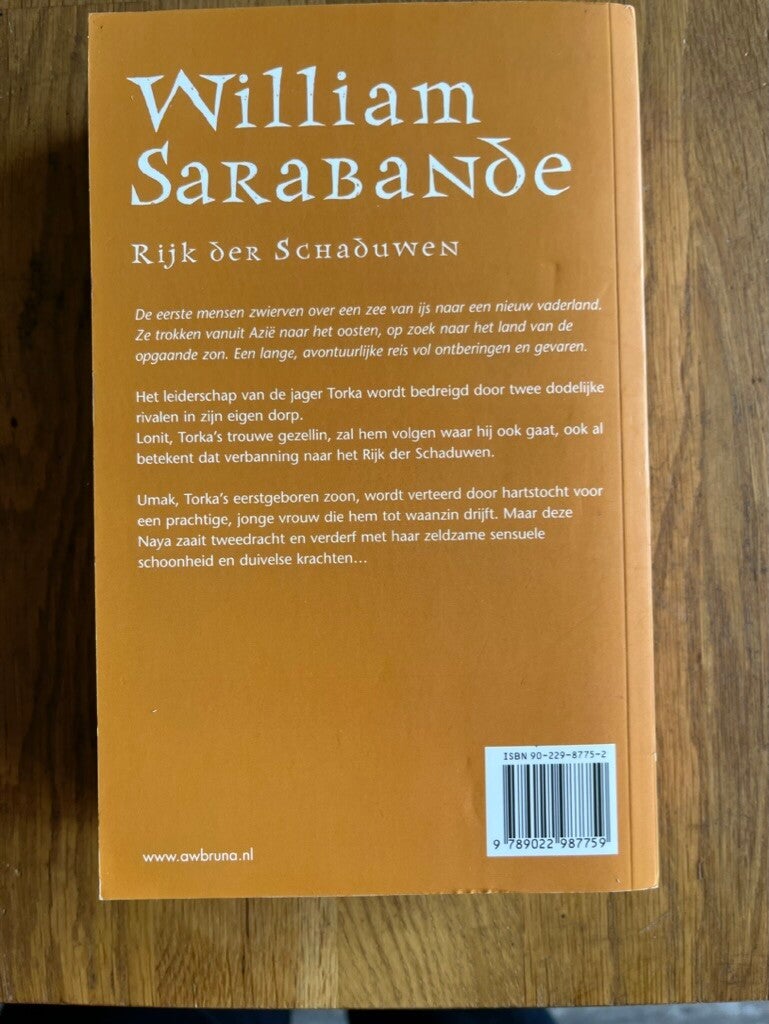 William
Sarabande
Rijk der Schaduwen
De eerste mensen zwierven over een zee van ijs naar een nieuw vaderland.
Ze trokken vanuit Azië naar het oosten, op zoek naar het land van de
opgaande zon. Een lange, avontuurlijke reis vol ontberingen en gevaren.
Het leiderschap van de jager Torka wordt bedreigd door twee dodelijke
rivalen in zijn eigen dorp.
Lonit, Torka's trouwe gezellin, zal hem volgen waar hij ook gaat, ook al
betekent dat verbanning naar het Rijk der Schaduwen.
Umak, Torka's eerstgeboren zoon, wordt verteerd door hartstocht voor
een prachtige, jonge vrouw die hem tot waanzin drijft. Maar deze
Naya zaait tweedracht en verderf met haar zeldzame sensuele
schoonheid en duivelse krachten...
ISBN 90-229-8775-2
9 789022 987759
www.awbruna.nl